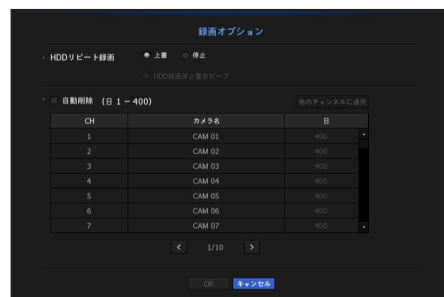 録画オプション
HDDリピート録画 上書 停止
HDD録画停止警告ビープ
自動削除 (日 1 ~ 400) 他のチャンネルに適用
CH カメラ名 日
1 CAM 01 400
2 CAM 02 400
3 CAM 03 400
4 CAM 04 400
5 CAM 05 400
6 CAM 06 400
7 CAM 07 400
< 1/10 >
OK キャンセル